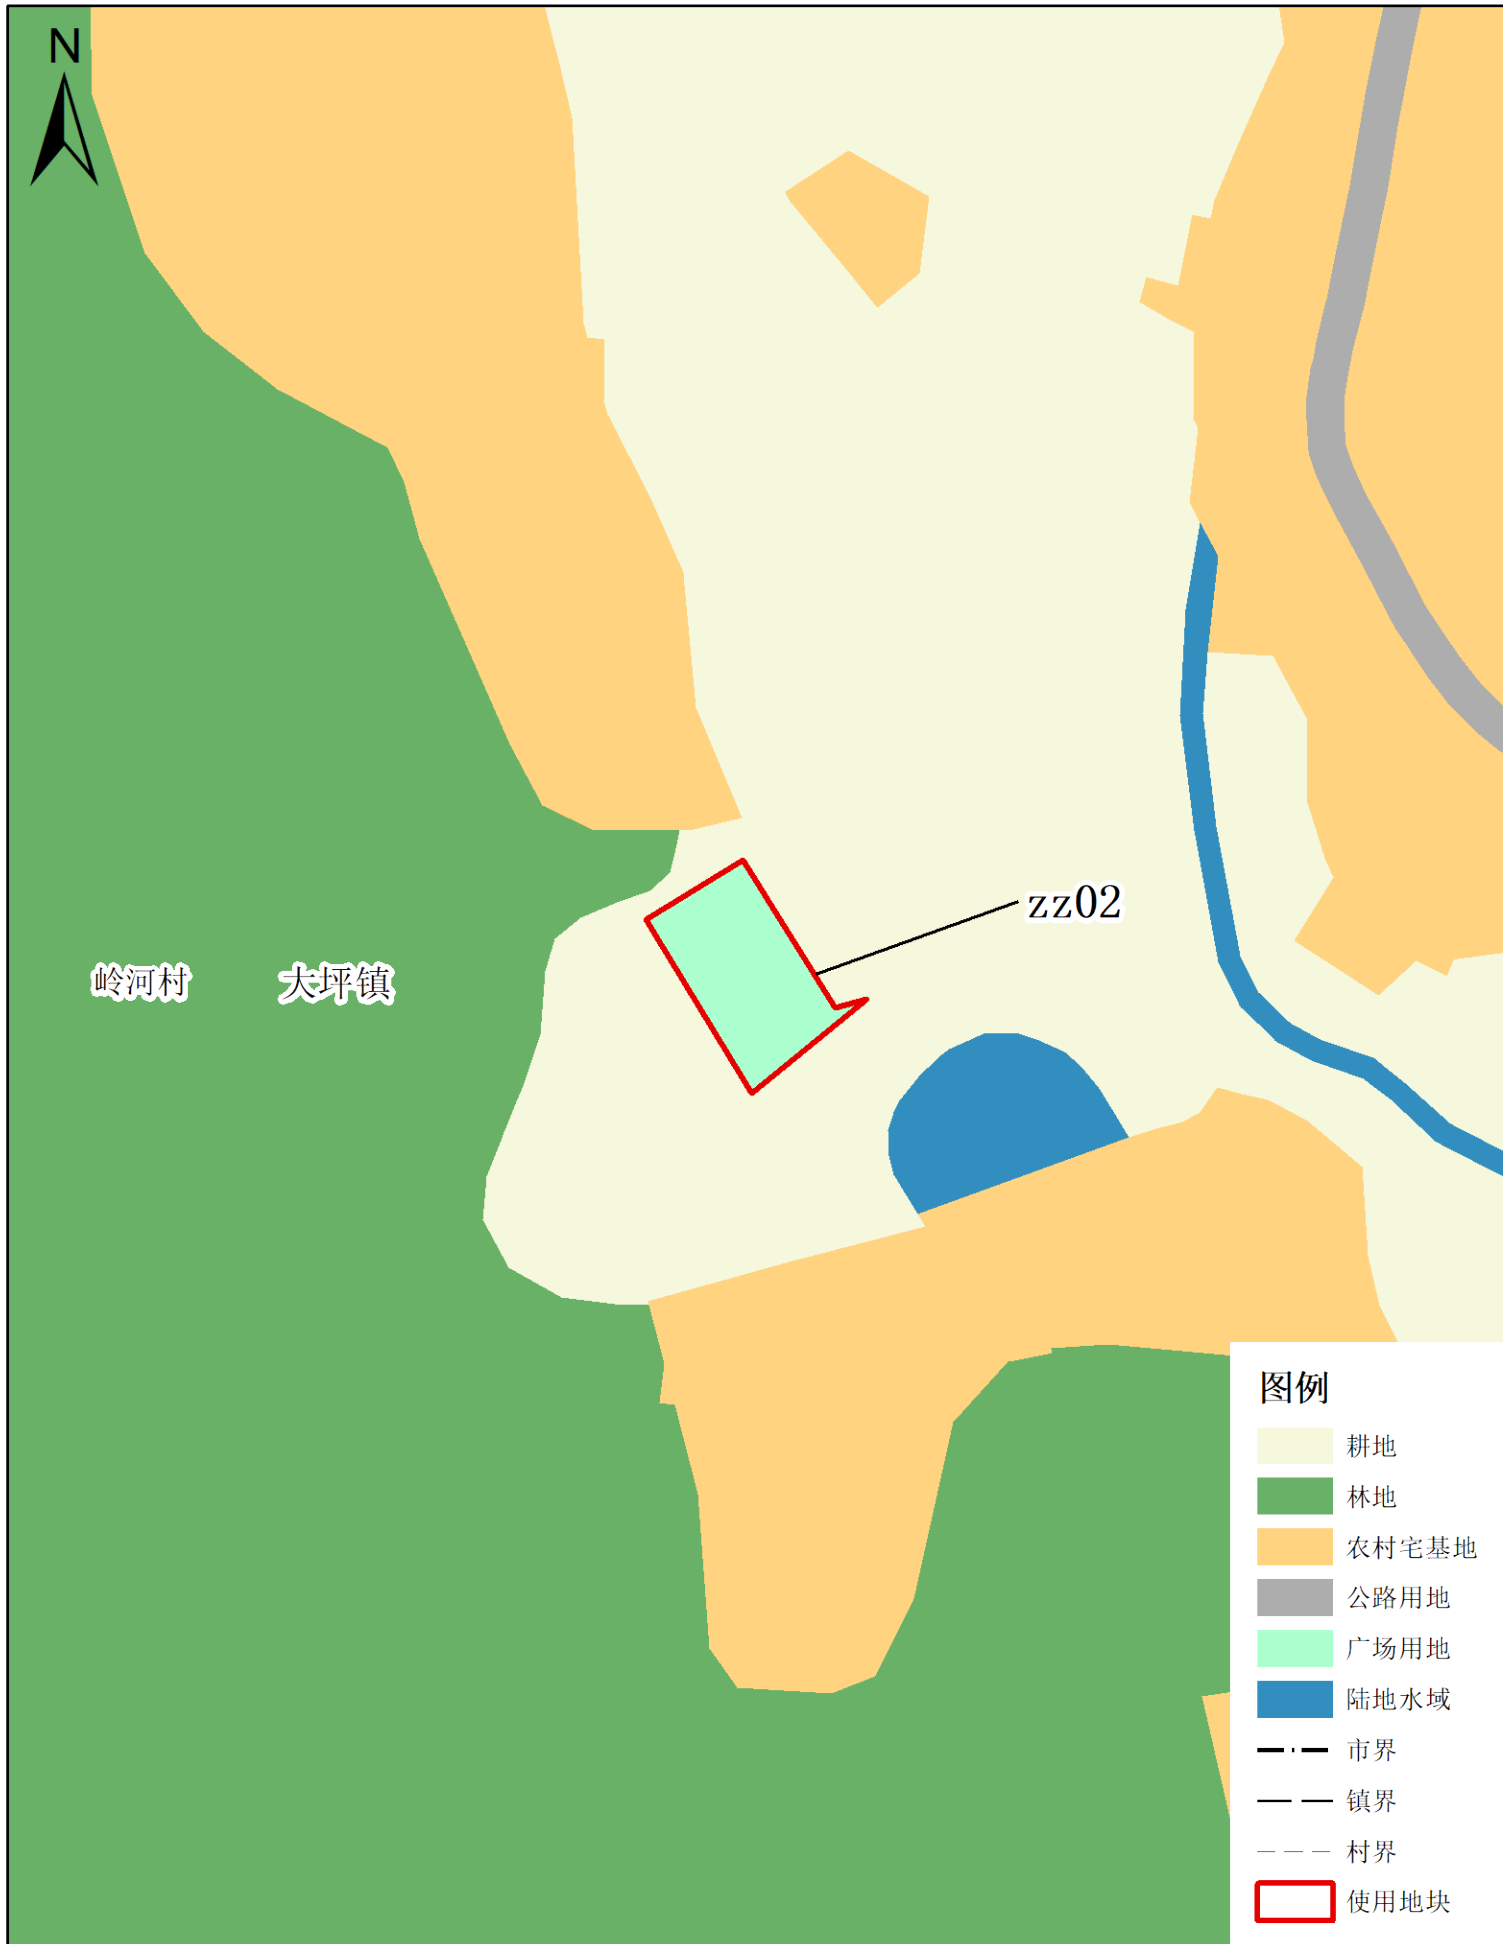 N
zz02
岭河村
大坪镇
图例
耕地
林地
农村宅基地
公路用地
广场用地
陆地水域
市界
镇界
村界
使用地块